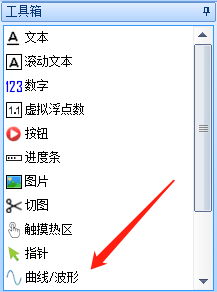 工具箱
A 文本
A 滚动文本
123 数字
1.1 虚拟浮点数
按钮
进度条
图片
切图
触摸热区
指针
曲线/波形